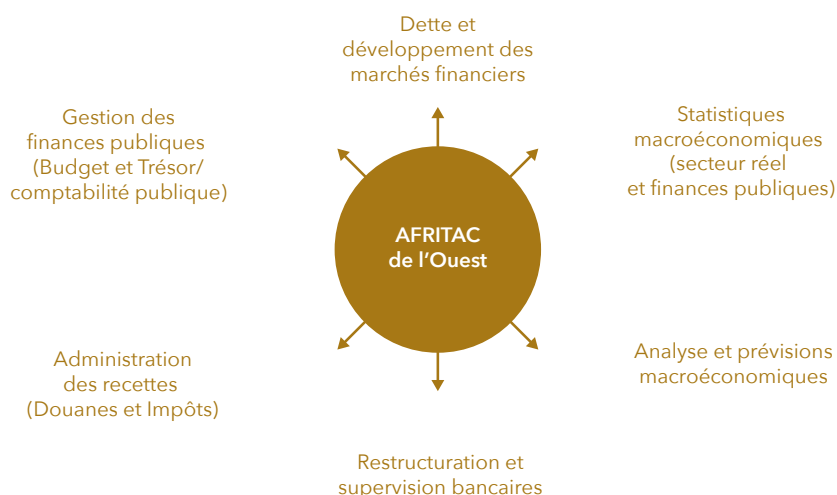 Dette et
développement des
marchés financiers
Gestion des
finances publiques
(Budget et Trésor/
comptabilité publique)
Statistiques
macroéconomiques
(secteur réel
et finances publiques)
AFRITAC
de l'Ouest
Administration
des recettes
(Douanes et Impôts)
Analyse et prévisions
macroéconomiques
Restructuration et
supervision bancaires